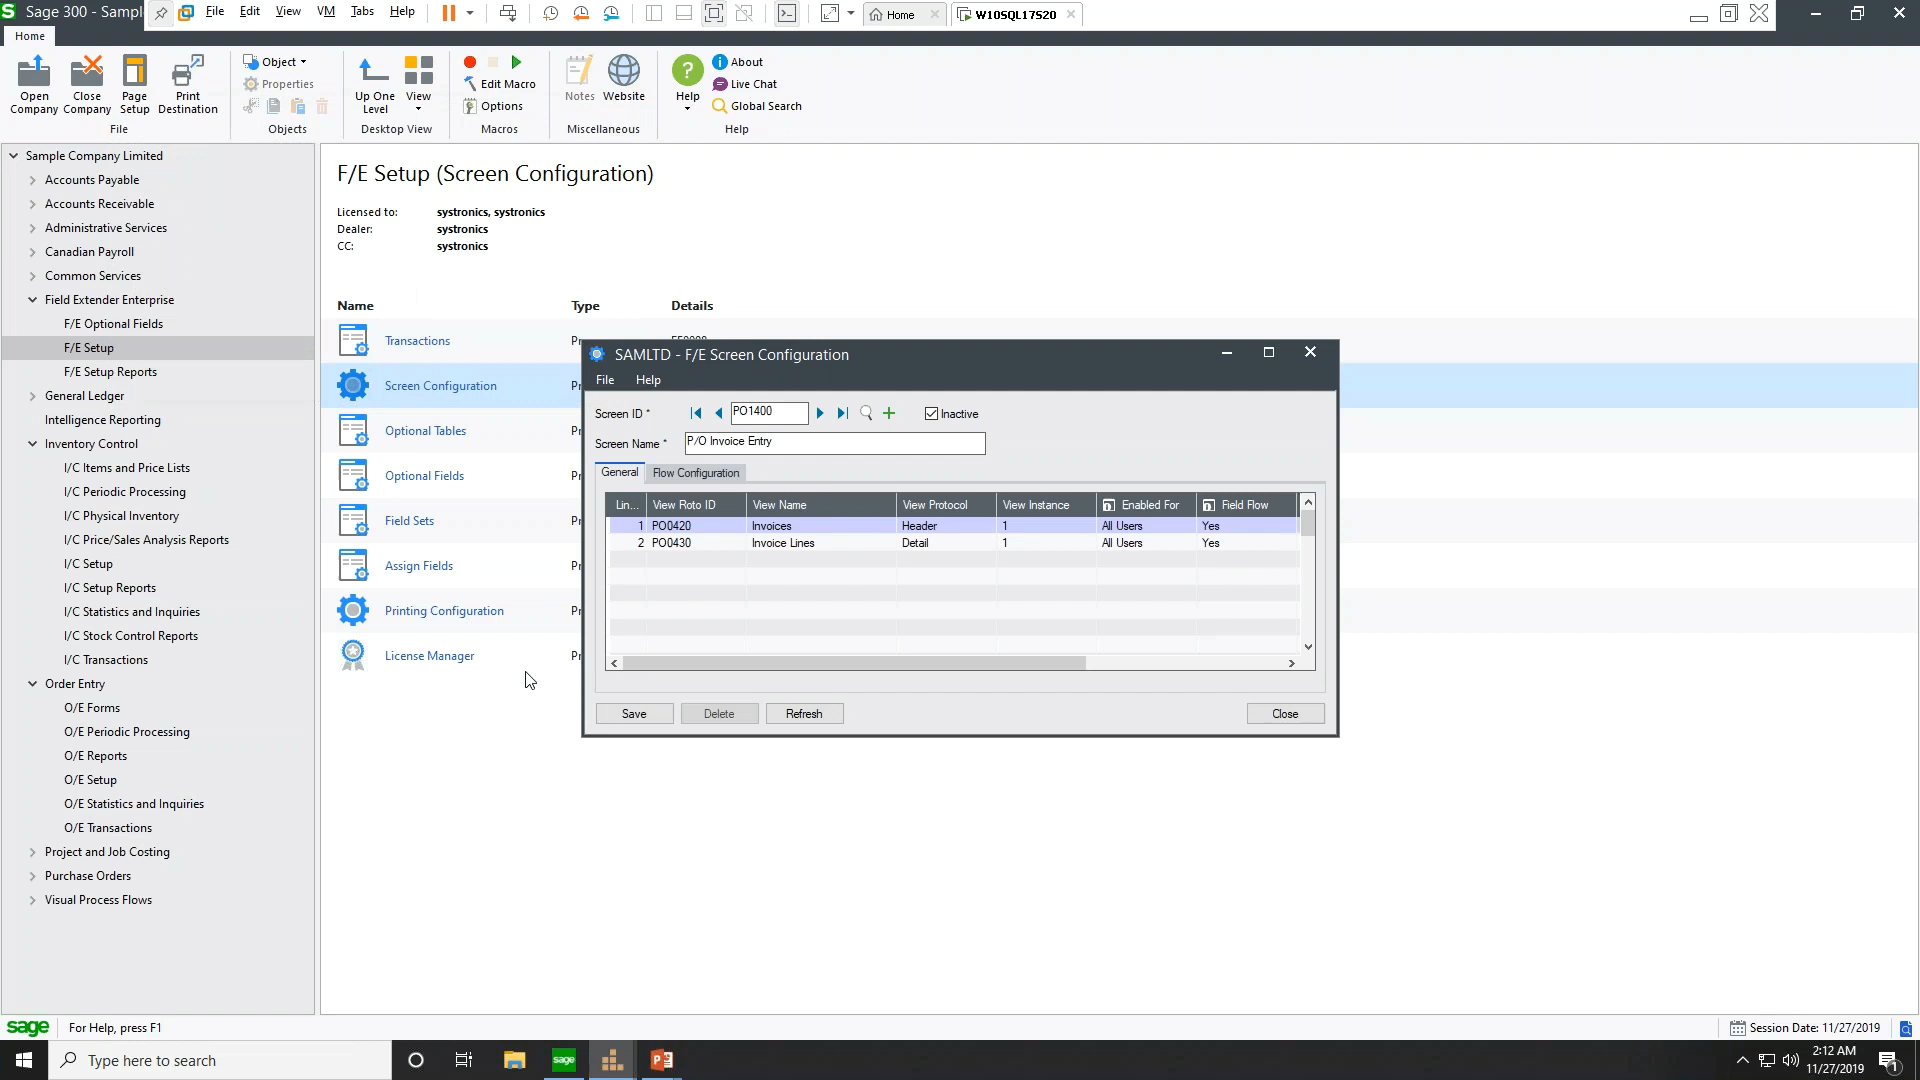 Sage 300 - Sampl
File Edit View VM Tabs Help
Home
W10SQL17S20
Home
Open Company
Close Company
Page Setup
Print Destination
File
Object
Properties
Objects
Up One Level
View
Desktop View
Edit Macro
Options
Macros
Notes
Website
Miscellaneous
Help
About
Live Chat
Global Search
Help
Sample Company Limited
Accounts Payable
Accounts Receivable
Administrative Services
Canadian Payroll
Common Services
Field Extender Enterprise
F/E Optional Fields
F/E Setup
F/E Setup Reports
General Ledger
Intelligence Reporting
Inventory Control
I/C Items and Price Lists
I/C Periodic Processing
I/C Physical Inventory
I/C Price/Sales Analysis Reports
I/C Setup
I/C Setup Reports
I/C Statistics and Inquiries
I/C Stock Control Reports
I/C Transactions
Order Entry
O/E Forms
O/E Periodic Processing
O/E Reports
O/E Setup
O/E Statistics and Inquiries
O/E Transactions
Project and Job Costing
Purchase Orders
Visual Process Flows
F/E Setup (Screen Configuration)
Licensed to: systronics, systronics
Dealer: systronics
CC: systronics
Name Type Details
Transactions Pr
Screen Configuration Pr
Optional Tables Pr
Optional Fields Pr
Field Sets Pr
Assign Fields Pr
Printing Configuration Pr
License Manager Pr
SAMLTD - F/E Screen Configuration
File Help
Screen ID * PO1400 Inactive
Screen Name * P/O Invoice Entry
General Flow Configuration
Lin... View Roto ID View Name View Protocol View Instance Enabled For Field Flow
1 PO0420 Invoices Header 1 All Users Yes
2 PO0430 Invoice Lines Detail 1 All Users Yes
Save Delete Refresh Close
sage For Help, press F1
Session Date: 11/27/2019
Type here to search
sage
2:12 AM
11/27/2019
1